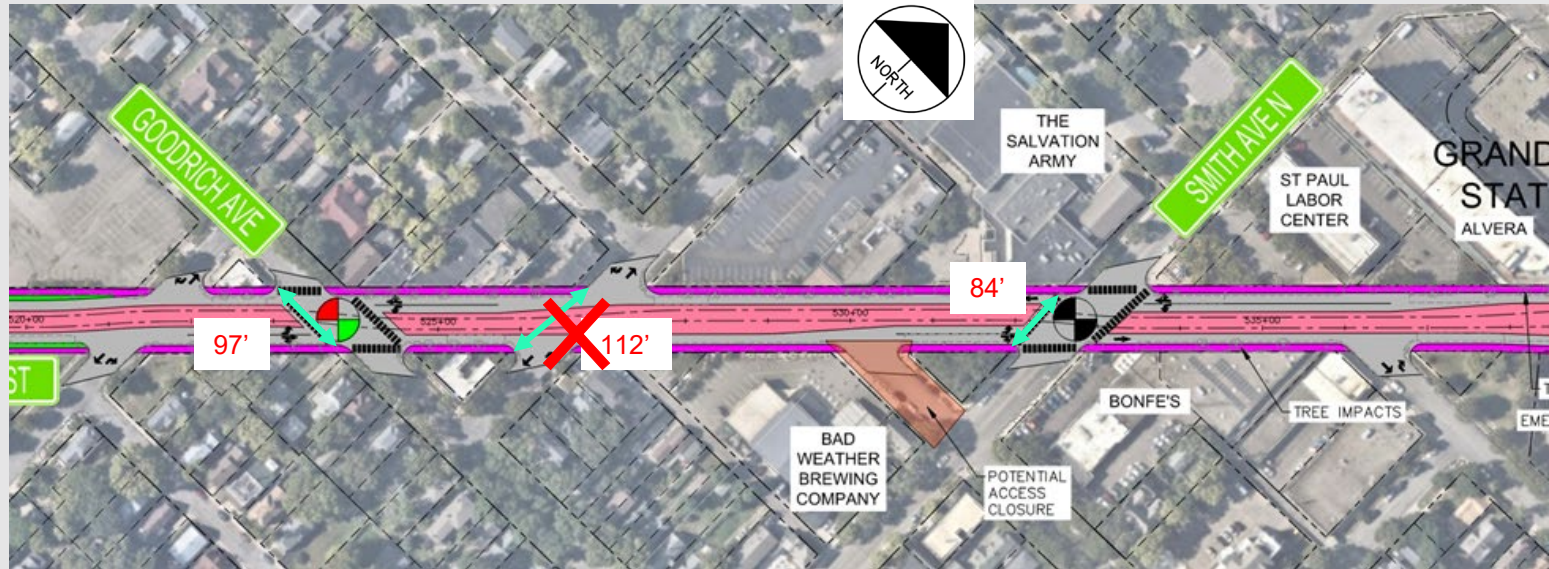 NORTH
GOODRICH AVE
THE
SALVATION
ARMY
SMITH AVE N
ST PAUL
LABOR
CENTER
GRAND
STAT
ALVERA
97’
112’
84’
520+00
525+00
530+00
535+00
ST
BAD
WEATHER
BREWING
COMPANY
POTENTIAL
ACCESS
CLOSURE
BONFE'S
TREE IMPACTS
T
EME